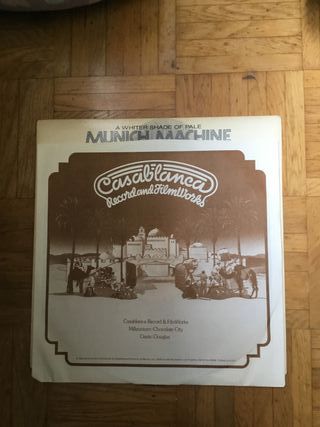 A WHITER SHADE OF PALE
MUNICH MACHINE
Casablanca
Record and FilmWorks
Casablanca Record & FilmWorks
Millennium · Chocolate City
Oasis · Douglas